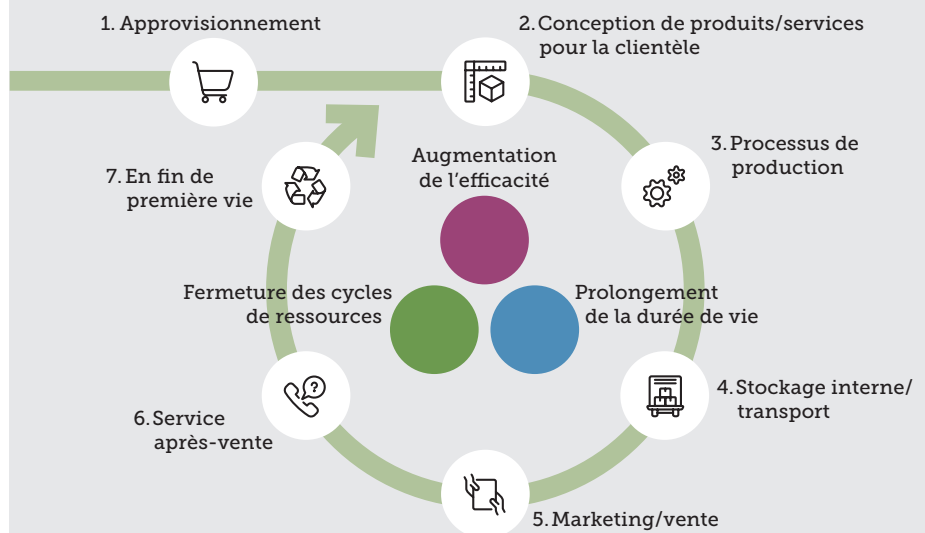 1. Approvisionnement
2. Conception de produits/services
pour la clientèle
3. Processus de
production
Augmentation
de l'efficacité
7. En fin de
première vie
Fermeture des cycles
de ressources
Prolongement
de la durée de vie
4. Stockage interne/
transport
6. Service
après-vente
5. Marketing/vente
?